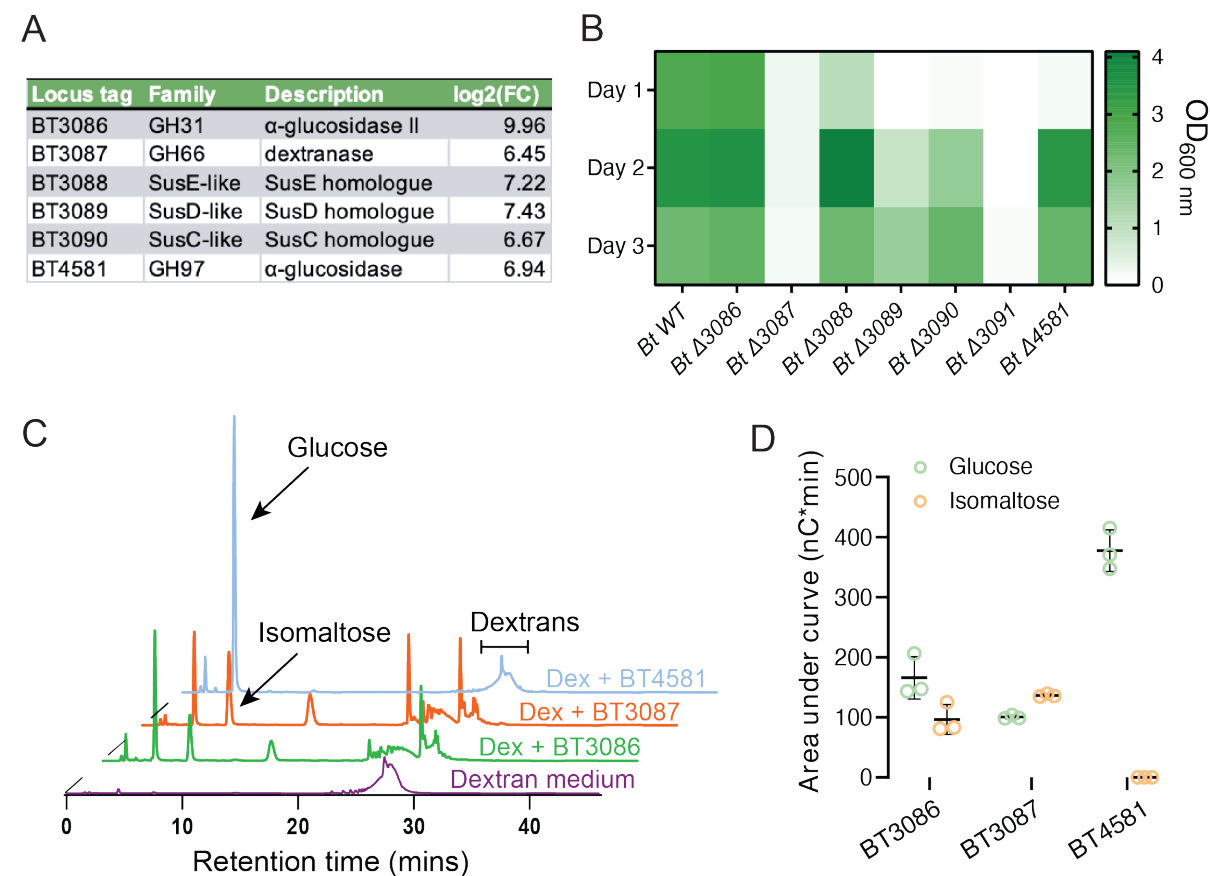 A
Locus tag Family Description log2(FC)
BT3086 GH31 α-glucosidase II 9.96
BT3087 GH66 dextranase 6.45
BT3088 SusE-like SusE homologue 7.22
BT3089 SusD-like SusD homologue 7.43
BT3090 SusC-like SusC homologue 6.67
BT4581 GH97 α-glucosidase 6.94
B
Day 1
Day 2
Day 3
Bt WT
Bt Δ3086
Bt Δ3087
Bt Δ3088
Bt Δ3089
Bt Δ3090
Bt Δ3091
Bt Δ4581
4
3
2
1
0
OD600 nm
C
Glucose
Isomaltose
Dextrans
Dex + BT4581
Dex + BT3087
Dex + BT3086
Dextran medium
0 10 20 30 40
Retention time (mins)
D
Glucose
Isomaltose
Area under curve (nC*min)
500
400
300
200
100
0
BT3086
BT3087
BT4581